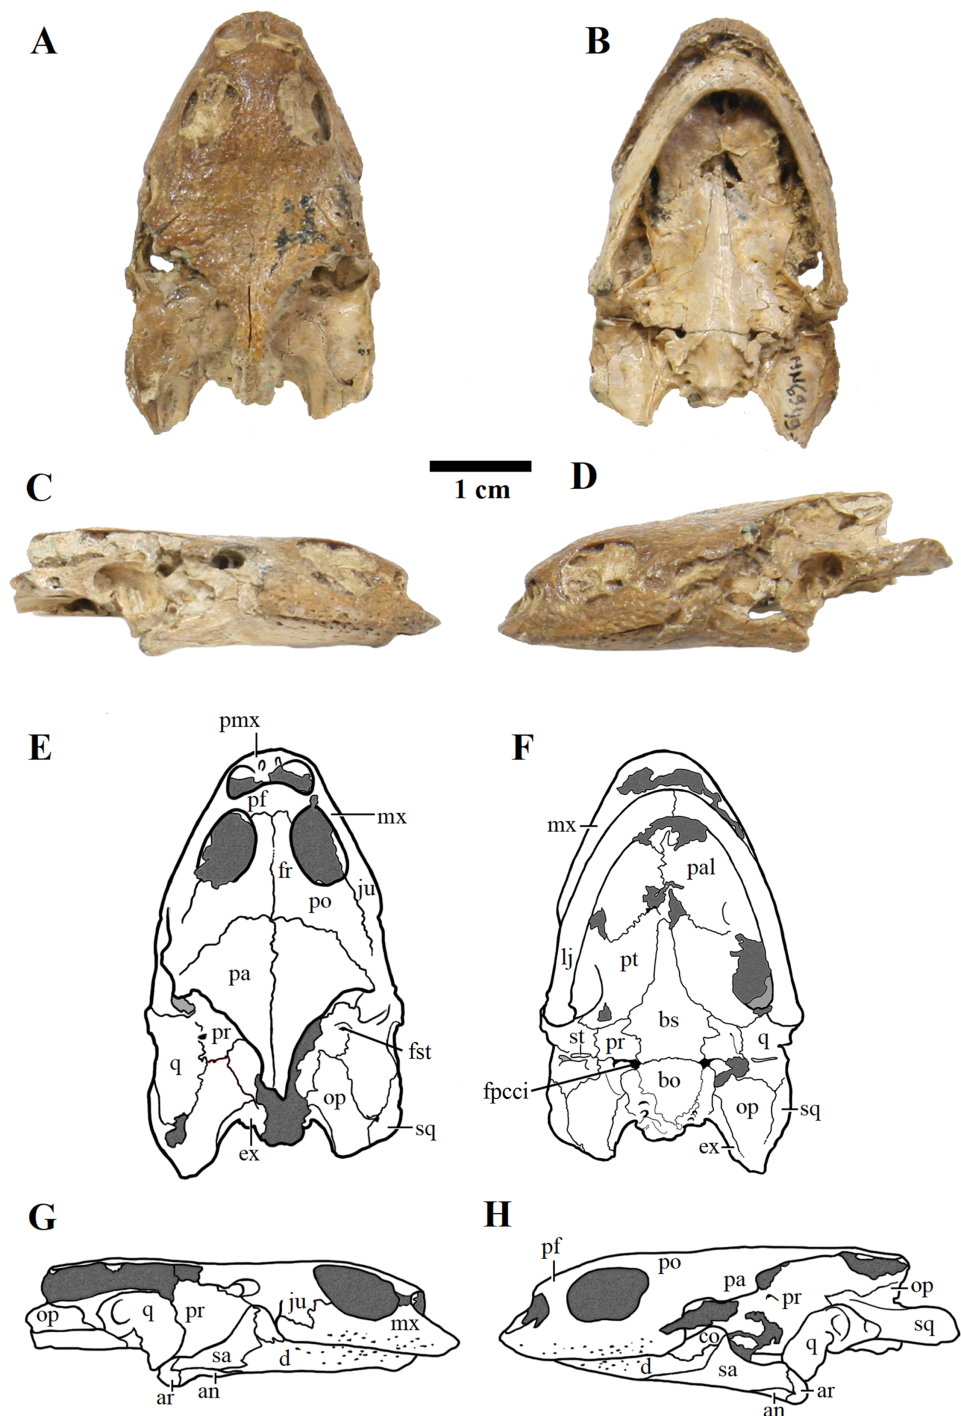 A
B
C
1 cm
D
E
pmx
pf
mx
fr
ju
po
pa
pr
q
fst
op
ex
sq
F
mx
pal
lj
pt
bs
st
pr
q
fpcci
bo
op
sq
ex
G
ju
mx
op
q
pr
sa
d
ar
an
H
pf
po
pa
pr
op
co
sq
q
d
sa
ar
an